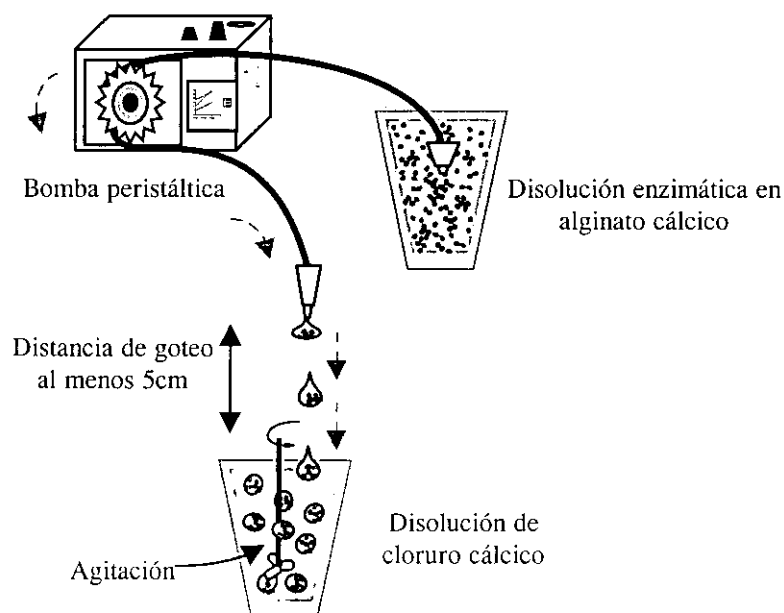 Bomba peristáltica
Disolución enzimática en
alginato cálcico
Distancia de goteo
al menos 5cm
Disolución de
cloruro cálcico
Agitación